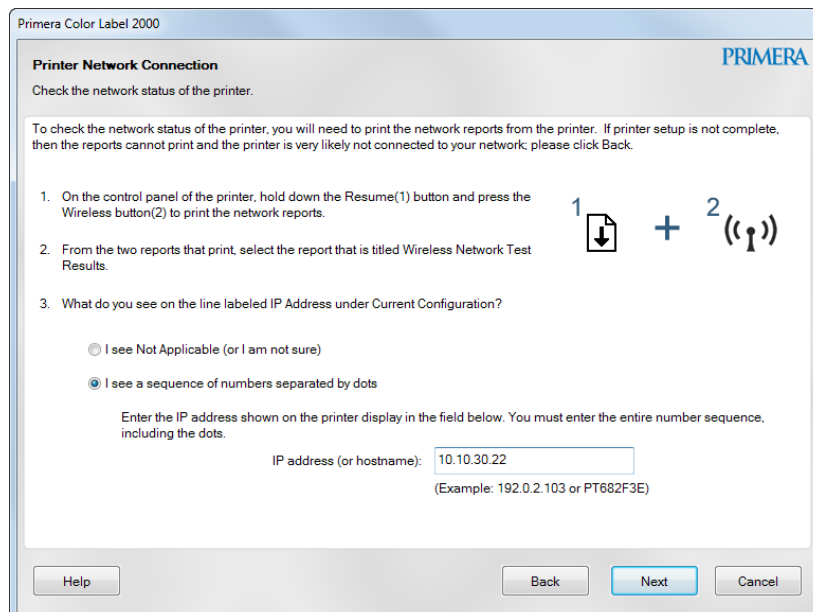 Primera Color Label 2000
PRIMERA
Printer Network Connection
Check the network status of the printer.
To check the network status of the printer, you will need to print the network reports from the printer. If printer setup is not complete,
then the reports cannot print and the printer is very likely not connected to your network; please click Back.
1. On the control panel of the printer, hold down the Resume(1) button and press the
Wireless button(2) to print the network reports.
1 + 2
2. From the two reports that print, select the report that is titled Wireless Network Test
Results.
3. What do you see on the line labeled IP Address under Current Configuration?
I see Not Applicable (or I am not sure)
I see a sequence of numbers separated by dots
Enter the IP address shown on the printer display in the field below. You must enter the entire number sequence,
including the dots.
IP address (or hostname): 10.10.30.22
(Example: 192.0.2.103 or PT682F3E)
Help Back Next Cancel